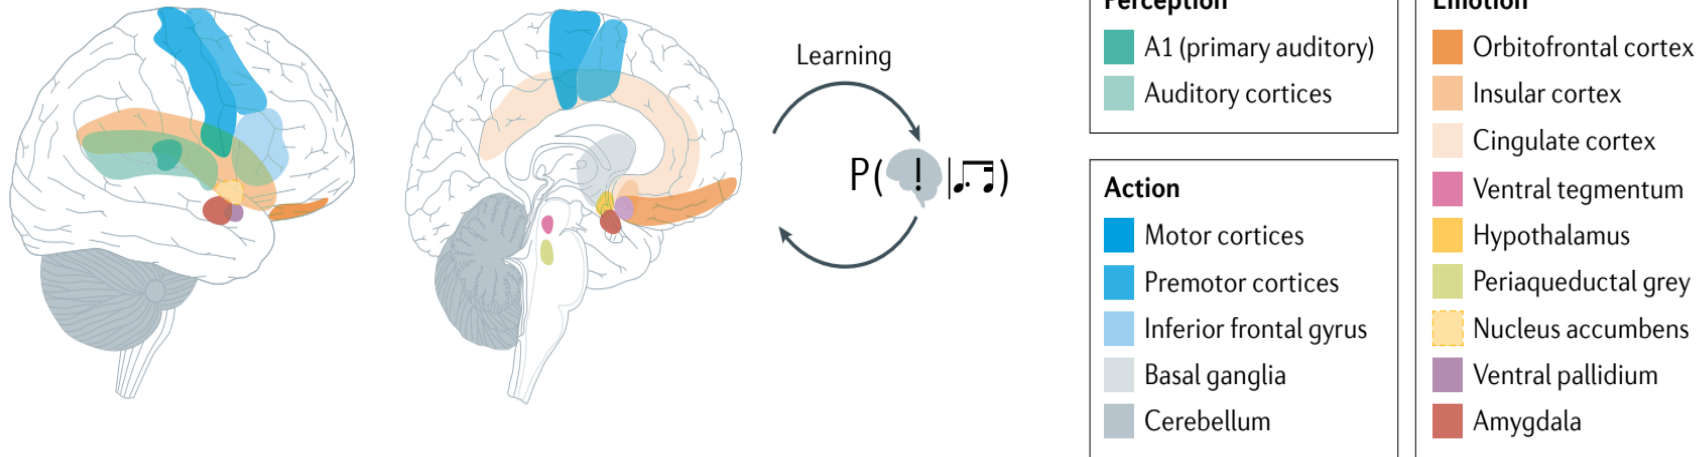 Learning
P( ! | )
Perception
A1 (primary auditory)
Auditory cortices
Action
Motor cortices
Premotor cortices
Inferior frontal gyrus
Basal ganglia
Cerebellum
Emotion
Orbitofrontal cortex
Insular cortex
Cingulate cortex
Ventral tegmentum
Hypothalamus
Periaqueductal grey
Nucleus accumbens
Ventral pallidium
Amygdala